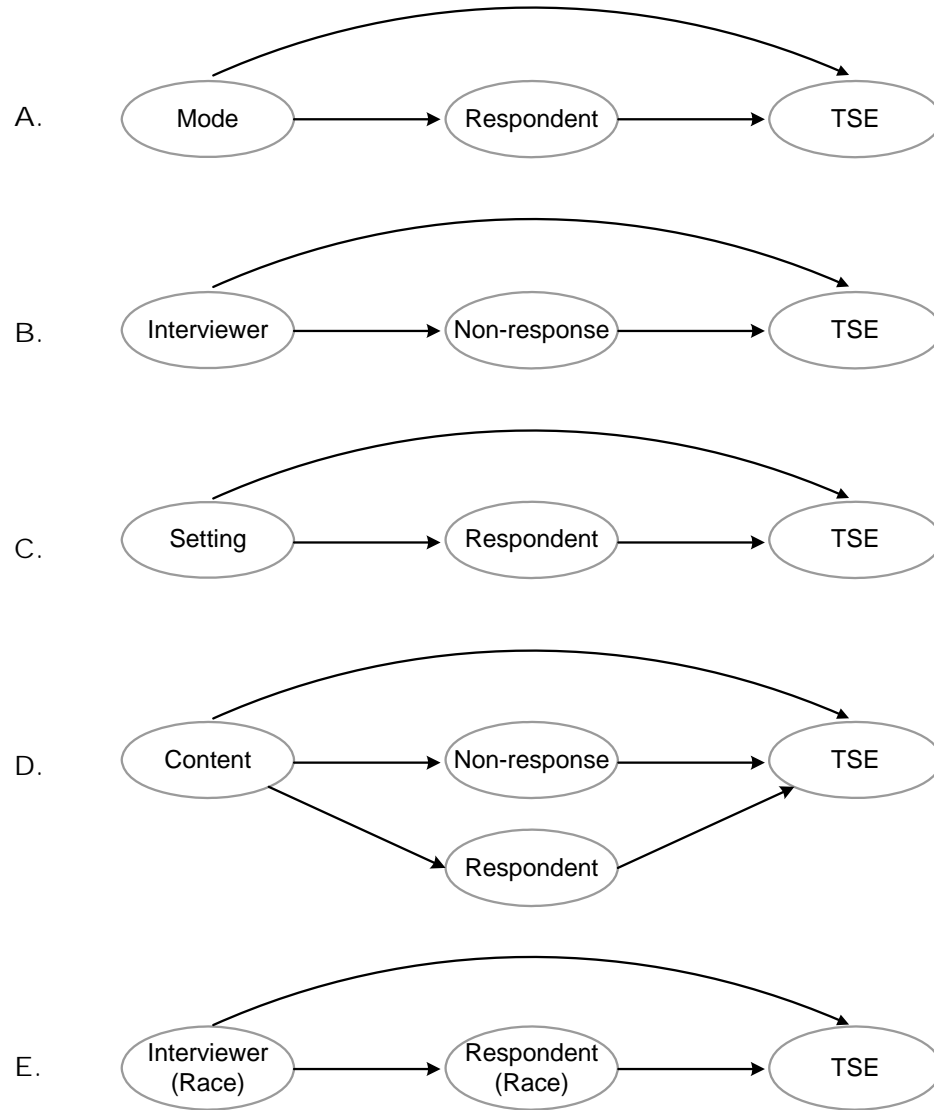 A.
Mode
Respondent
TSE
B.
Interviewer
Non-response
TSE
C.
Setting
Respondent
TSE
D.
Content
Non-response
TSE
Respondent
E.
Interviewer
(Race)
Respondent
(Race)
TSE